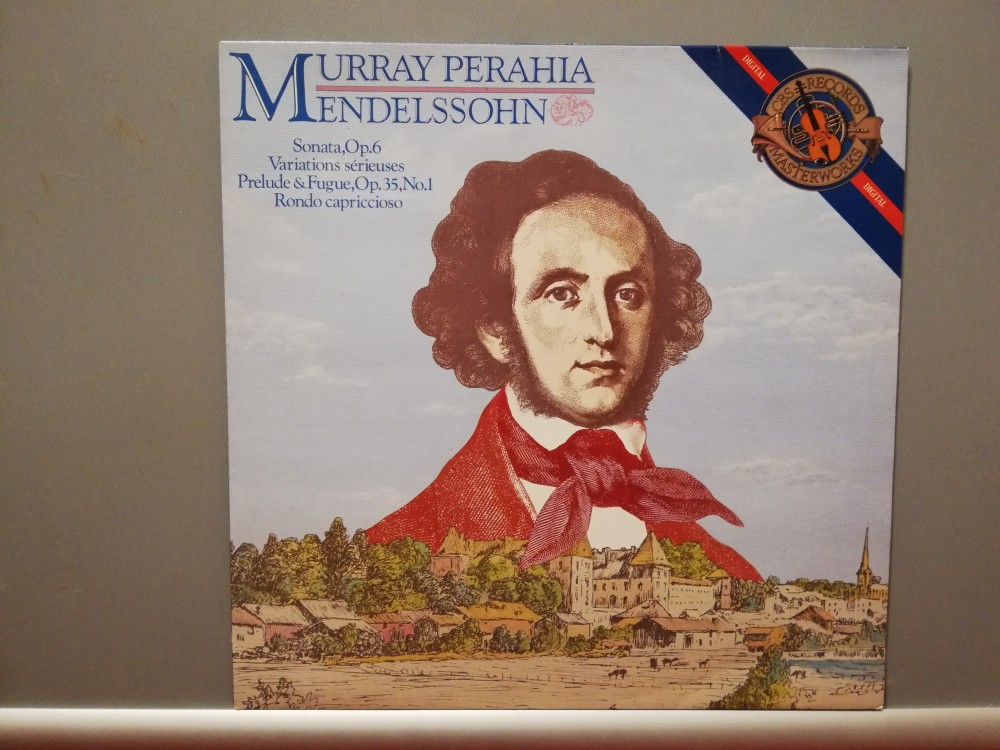 MURRAY PERAHIA
MENDELSSOHN
Sonata,Op.6
Variations sérieuses
Prelude & Fugue,Op.35,No.1
Rondo capriccioso
DIGITAL
CBS RECORDS
MASTERWORKS
DIGITAL